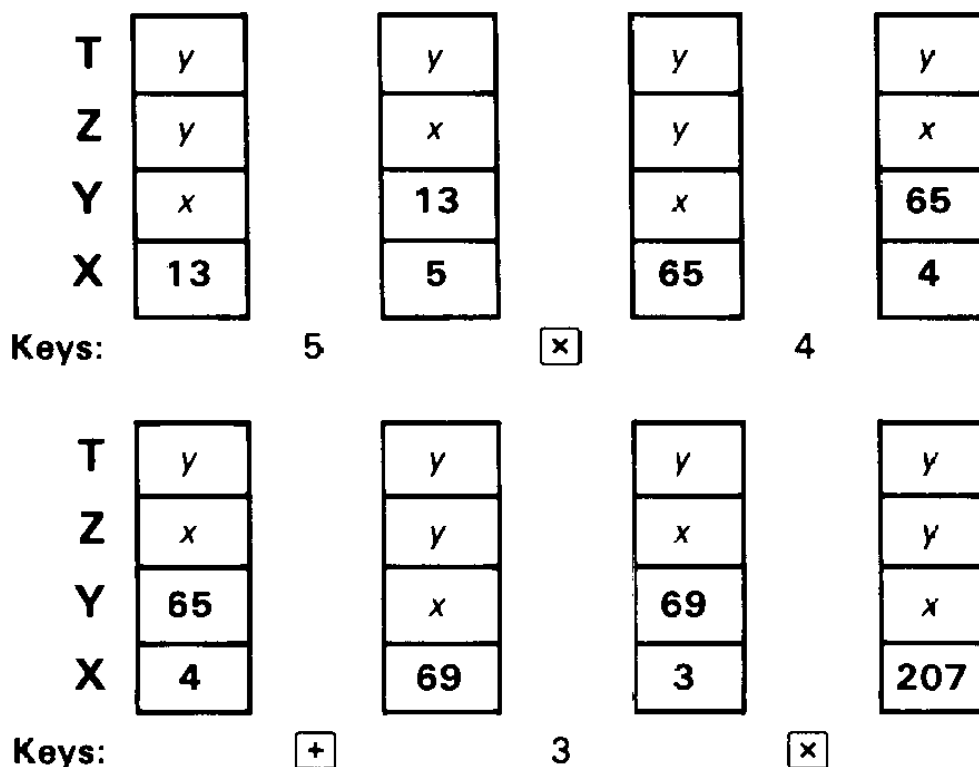 T y y y y
Z y x y x
Y x 13 x 65
X 13 5 65 4
Keys: 5 × 4
T y y y y
Z x y x y
Y 65 x 69 x
X 4 69 3 207
Keys: + 3 ×